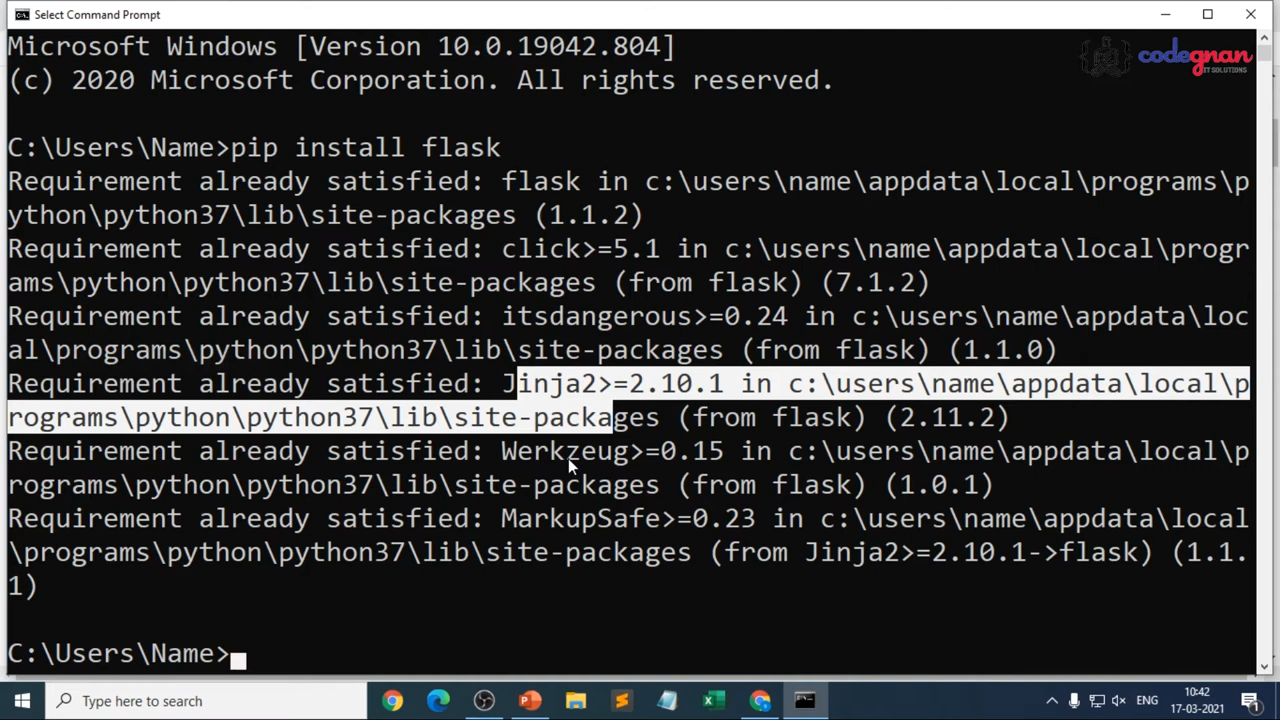 Select Command Prompt
Microsoft Windows [Version 10.0.19042.804]
(c) 2020 Microsoft Corporation. All rights reserved.
codegnan
IT SOLUTIONS
C:\Users\Name>pip install flask
Requirement already satisfied: flask in c:\users\name\appdata\local\programs\p
ython\python37\lib\site-packages (1.1.2)
Requirement already satisfied: click>=5.1 in c:\users\name\appdata\local\progr
ams\python\python37\lib\site-packages (from flask) (7.1.2)
Requirement already satisfied: itsdangerous>=0.24 in c:\users\name\appdata\loc
al\programs\python\python37\lib\site-packages (from flask) (1.1.0)
Requirement already satisfied: Jinja2>=2.10.1 in c:\users\name\appdata\local\p
rograms\python\python37\lib\site-packages (from flask) (2.11.2)
Requirement already satisfied: Werkzeug>=0.15 in c:\users\name\appdata\local\p
rograms\python\python37\lib\site-packages (from flask) (1.0.1)
Requirement already satisfied: MarkupSafe>=0.23 in c:\users\name\appdata\local
\programs\python\python37\lib\site-packages (from Jinja2>=2.10.1->flask) (1.1.
1)
C:\Users\Name>
Type here to search
ENG
10:42
17-03-2021
1